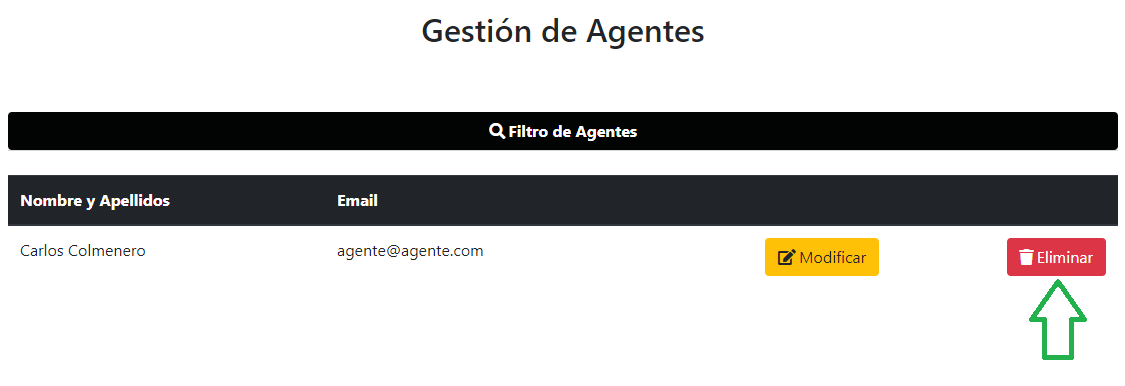 Gestión de Agentes
Filtro de Agentes
Nombre y Apellidos Email
Carlos Colmenero agente@agente.com Modificar Eliminar